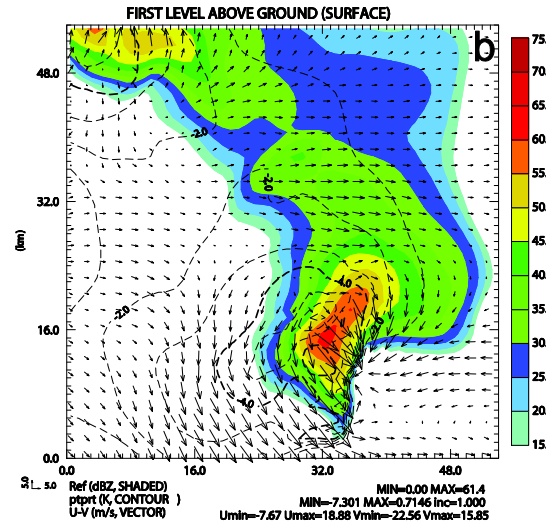 FIRST LEVEL ABOVE GROUND (SURFACE)
b
75.
70.
65.
60.
55.
50.
45.
40.
35.
30.
25.
20.
15.
48.0
32.0
16.0
0.0
(km)
0.0 16.0 32.0 48.0
-2.0
-2.0
-4.0
-2.0
-2.0
-4.0
5.0
5.0
Ref (dBZ, SHADED)
ptprt (K, CONTOUR )
U-V (m/s, VECTOR)
MIN=0.00 MAX=61.4
MIN=-7.301 MAX=0.7146 inc=1.000
Umin=-7.67 Umax=18.88 Vmin=-22.56 Vmax=15.85